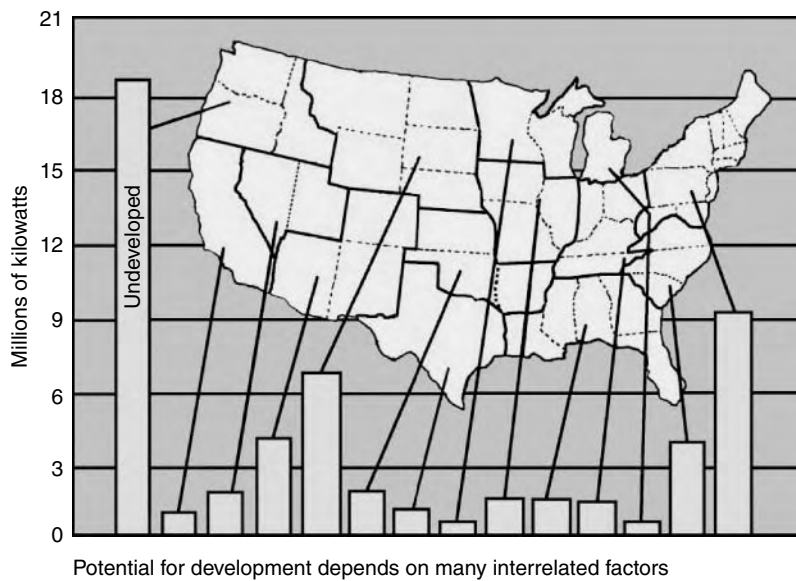 21
18
15
12
9
6
3
0
Millions of kilowatts
Undeveloped
Potential for development depends on many interrelated factors